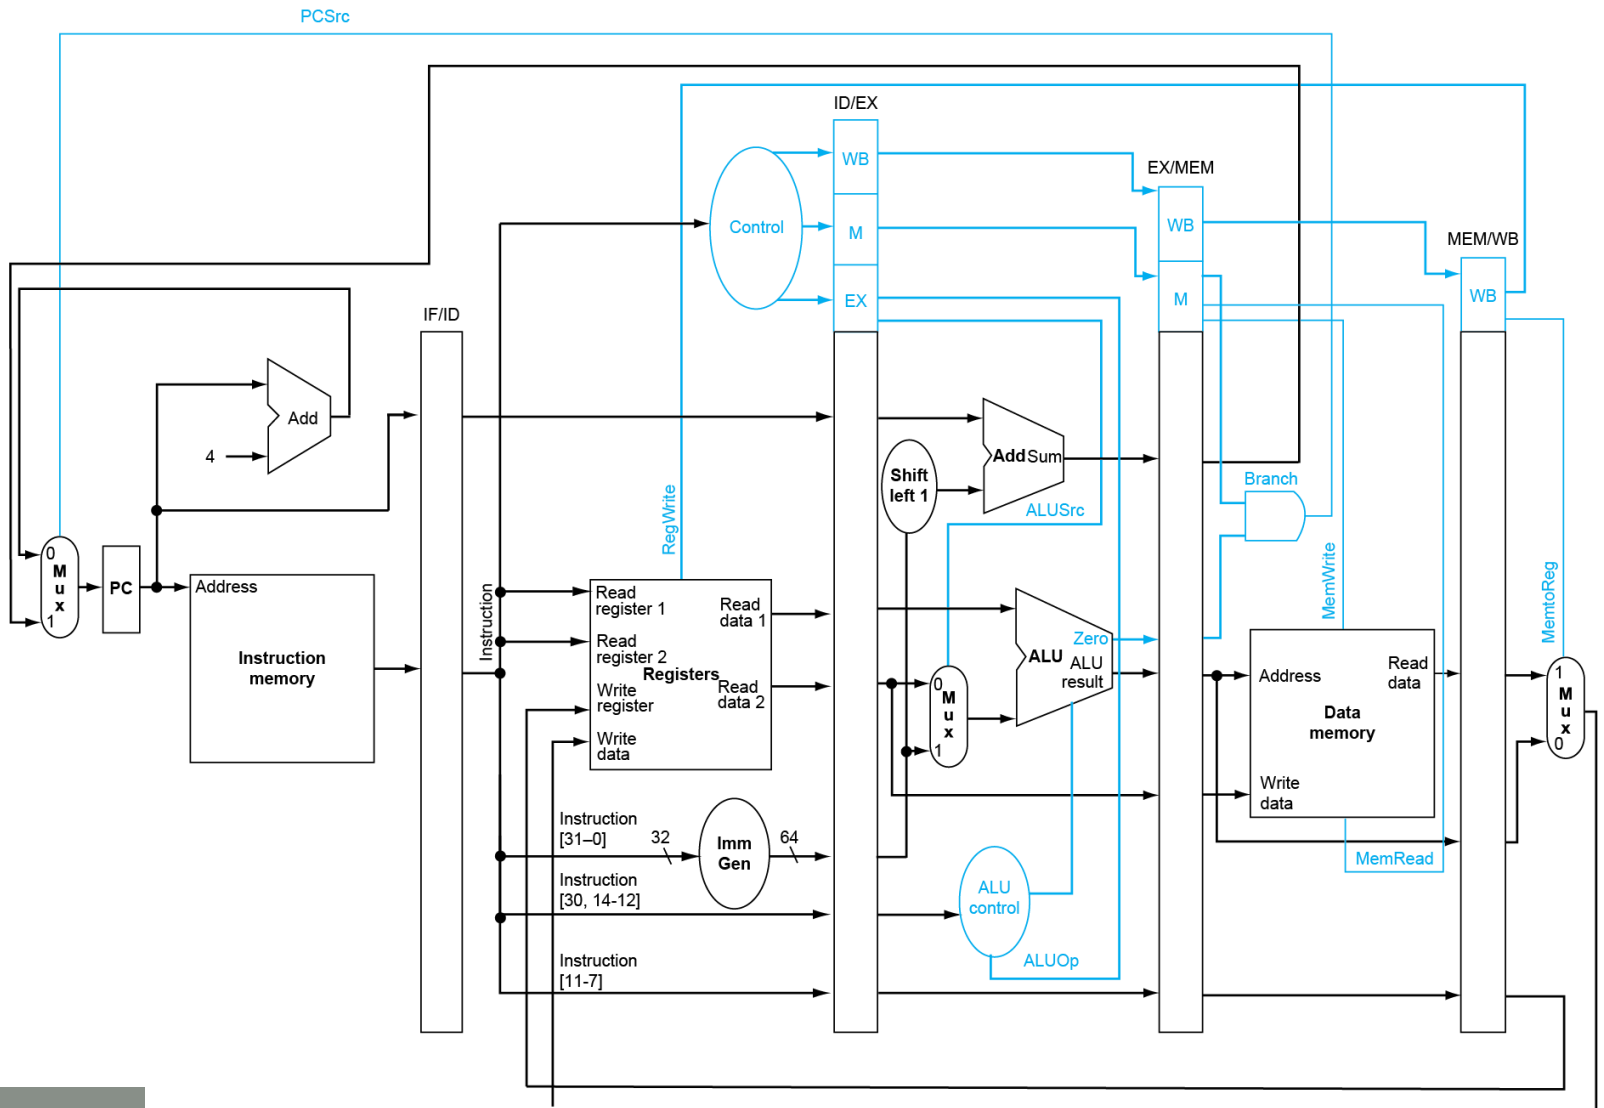 PCSrc
ID/EX
WB
EX/MEM
Control
M
WB
MEM/WB
EX
M
WB
IF/ID
Add
4
Add Sum
Shift
left 1
Branch
ALUSrc
RegWrite
MemWrite
MemtoReg
0
M
u
x
1
PC
Address
Instruction
memory
Instruction
Read
register 1
Read
register 2
Write
register
Write
data
Registers
Read
data 1
Read
data 2
0
M
u
x
1
Zero
ALU
ALU
result
Address
Read
data
Data
memory
Write
data
1
M
u
x
0
MemRead
Instruction
[31–0]
32
Imm
Gen
64
Instruction
[30, 14-12]
ALU
control
ALUOp
Instruction
[11-7]